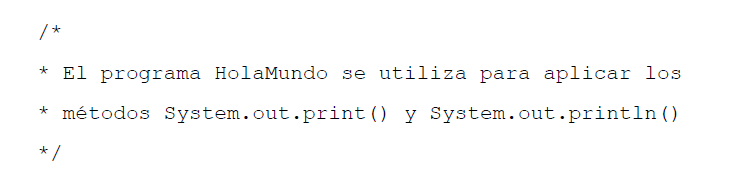 /*
* El programa HolaMundo se utiliza para aplicar los
* métodos System.out.print() y System.out.println()
*/